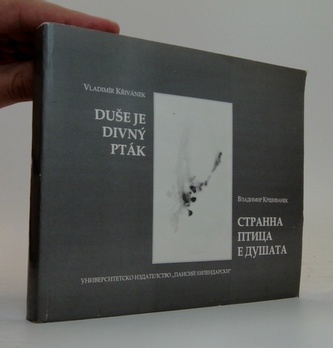 VLADIMÍR KŘIVÁNEK
DUŠE JE
DIVNÝ
PTÁK
ВЛАДИМИР КРШИВАНЕК
СТРАННА
ПТИЦА
Е ДУШАТА
УНИВЕРСИТЕТСКО ИЗДАТЕЛСТВО „ПАИСИЙ ХИЛЕНДАРСКИ“